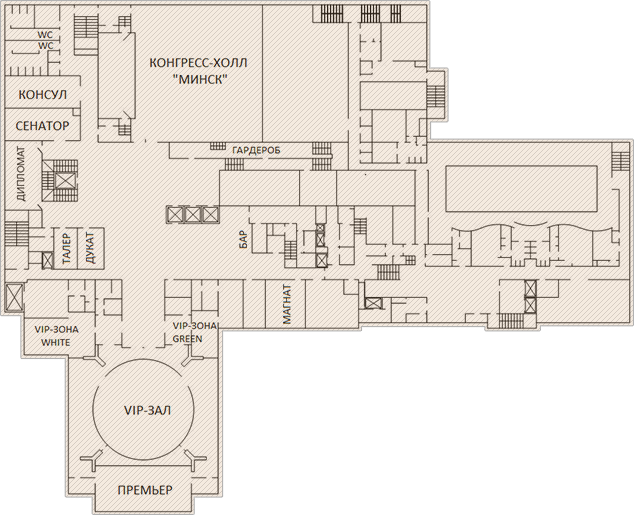 WC
WC
КОНГРЕСС-ХОЛЛ
"МИНСК"
КОНСУЛ
СЕНАТОР
ГАРДЕРОБ
ДИПЛОМАТ
ТАЛЕР
ДУКАТ
БАР
МАГНАТ
VIP-ЗОНА
WHITE
VIP-ЗОНА
GREEN
VIP-ЗАЛ
ПРЕМЬЕР